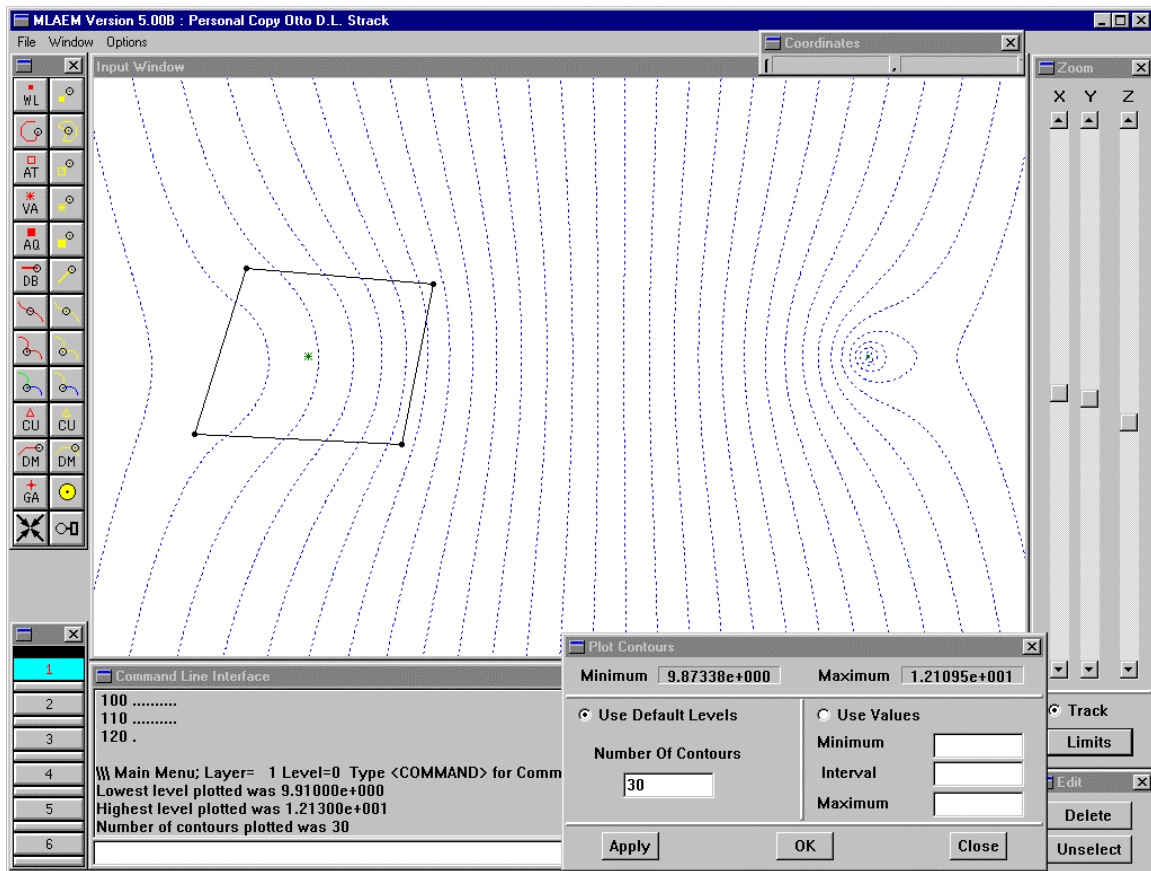 MLAEM Version 5.00B : Personal Copy Otto D.L. Strack
File Window Options
Input Window
Coordinates
[ ,
Zoom
X Y Z
WL
AT
VA
AQ
DB
CU CU
DM DM
GA
1
2
3
4
5
6
Command Line Interface
100 ..........
110 ..........
120 .
\\\ Main Menu; Layer= 1 Level=0 Type <COMMAND> for Comm
Lowest level plotted was 9.91000e+000
Highest level plotted was 1.21300e+001
Number of contours plotted was 30
Plot Contours
Minimum 9.87338e+000 Maximum 1.21095e+001
Use Default Levels
Number Of Contours
30
Use Values
Minimum
Interval
Maximum
Apply OK Close
Track
Limits
Edit
Delete
Unselect